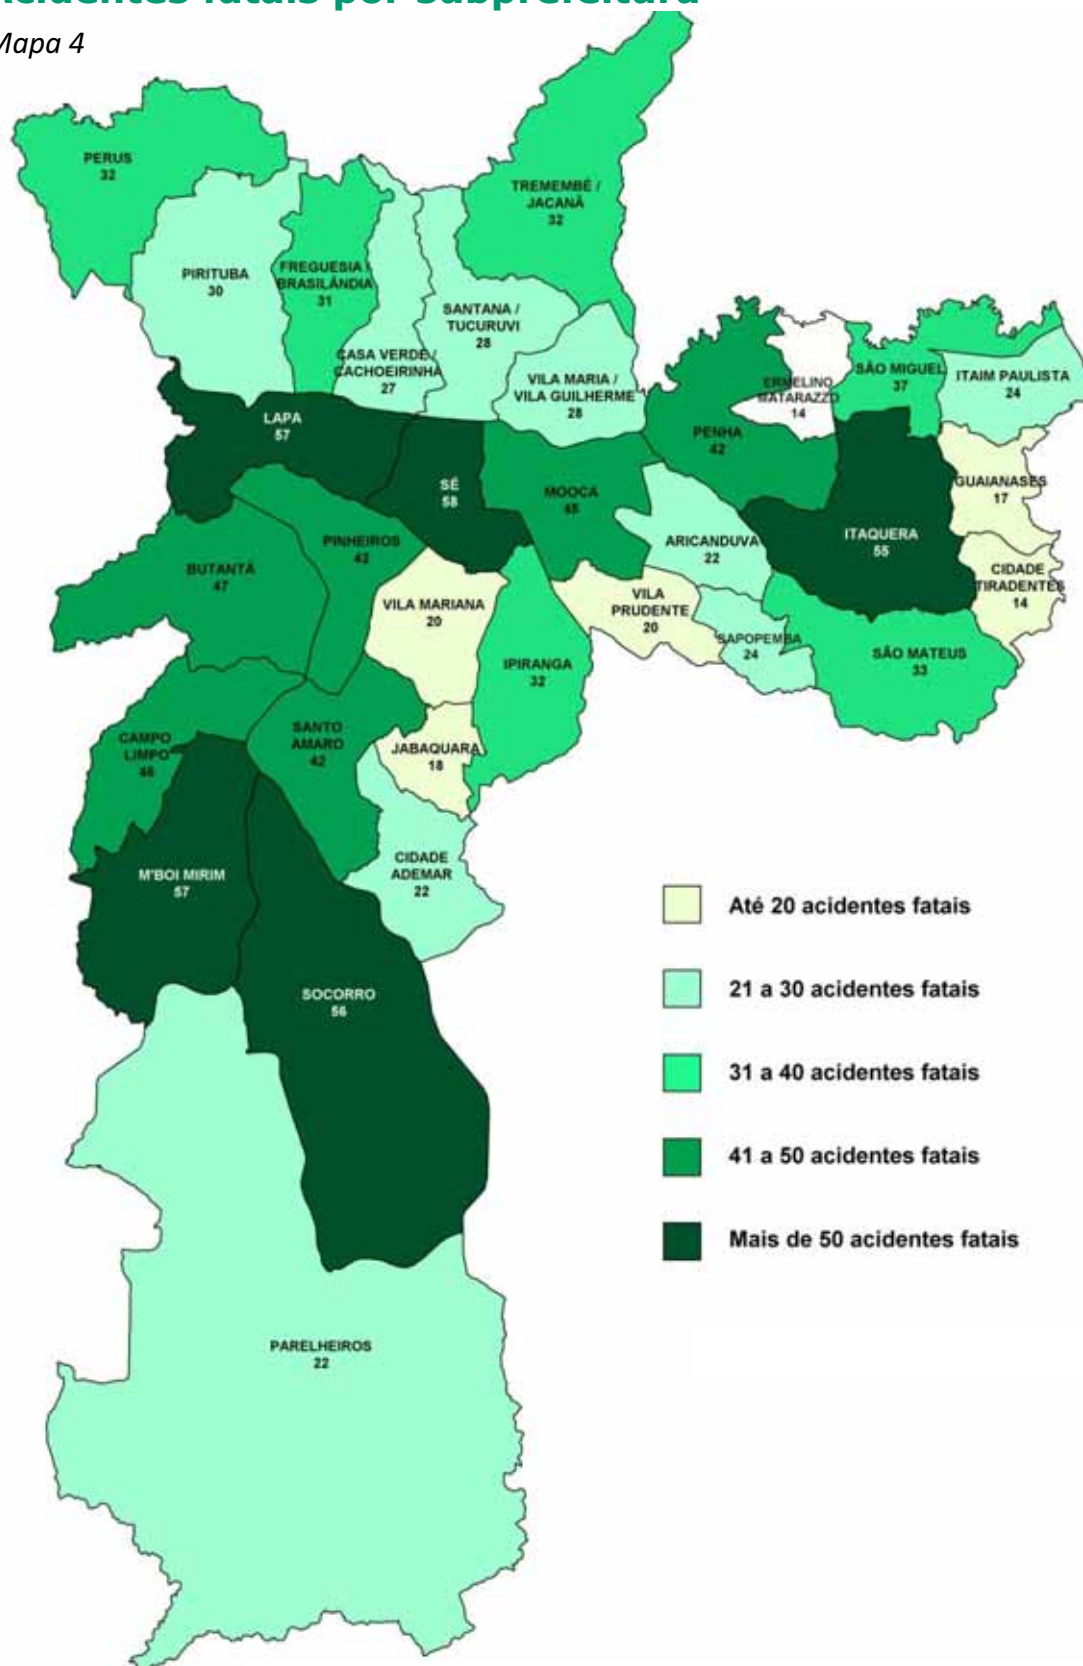 Acidentes fatais por subprefeitura
Mapa 4
PERUS
32
TREMEMBÉ /
JACANÃ
32
PIRITUBA
30
FREGUESIA /
BRASILÂNDIA
31
SANTANA /
TUCURUVI
28
CASA VERDE /
CACHOEIRINHA
27
VILA MARIA /
VILA GUILHERME
28
ERMELINO
MATARAZZO
14
SÃO MIGUEL
37
ITAIM PAULISTA
24
LAPA
57
PENHA
42
SÉ
58
MOOCA
45
GUAIANASES
17
PINHEIROS
42
ARICANDUVA
22
ITAQUERA
55
BUTANTÃ
47
CIDADE
TIRADENTES
14
VILA MARIANA
20
VILA
PRUDENTE
20
SAPOPEMBA
24
SÃO MATEUS
33
IPIRANGA
32
CAMPO
LIMPO
46
SANTO
AMARO
42
JABAQUARA
18
CIDADE
ADEMAR
22
M'BOI MIRIM
57
SOCORRO
56
PARELHEIROS
22
Até 20 acidentes fatais
21 a 30 acidentes fatais
31 a 40 acidentes fatais
41 a 50 acidentes fatais
Mais de 50 acidentes fatais